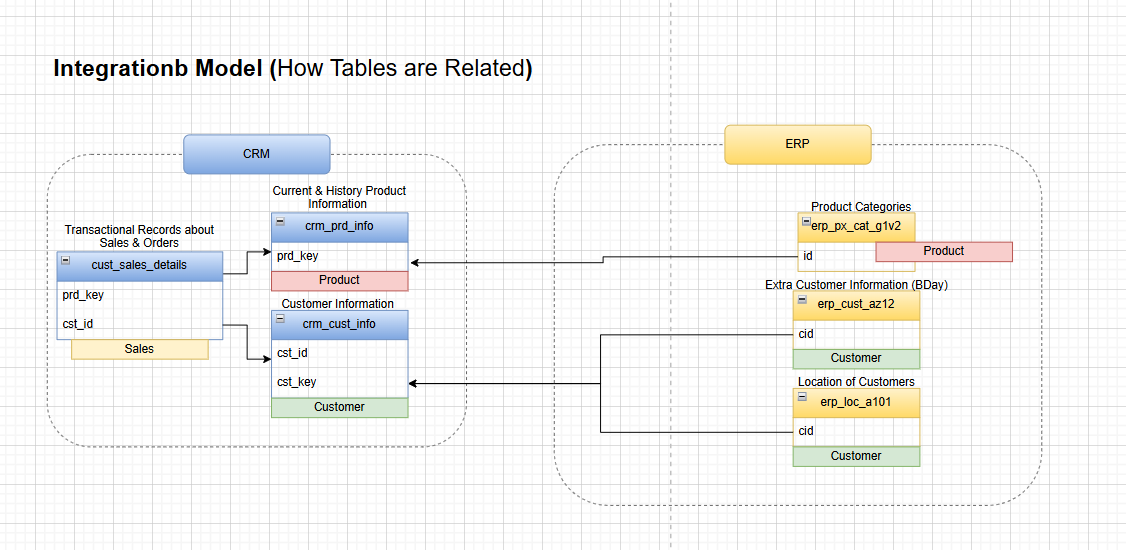 Integrationb Model (How Tables are Related)
CRM
ERP
Current & History Product
Information
crm_prd_info
prd_key
Product
Transactional Records about
Sales & Orders
cust_sales_details
prd_key
cst_id
Sales
Customer Information
crm_cust_info
cst_id
cst_key
Customer
Product Categories
erp_px_cat_g1v2
id
Product
Extra Customer Information (BDay)
erp_cust_az12
cid
Customer
Location of Customers
erp_loc_a101
cid
Customer